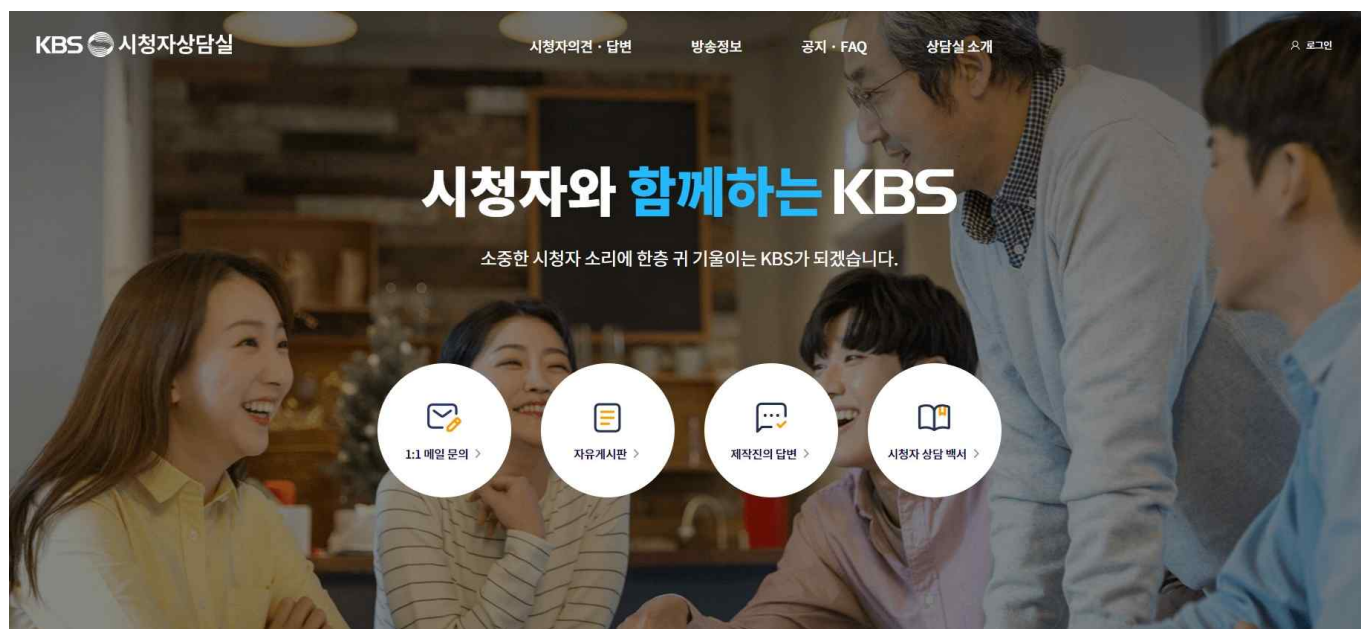 KBS 시청자상담실
시청자의견 · 답변
방송정보
공지 · FAQ
상담실 소개
로그인
시청자와 함께하는 KBS
소중한 시청자 소리에 한층 귀 기울이는 KBS가 되겠습니다.
1:1 메일 문의 >
자유게시판 >
제작진의 답변 >
시청자 상담 백서 >